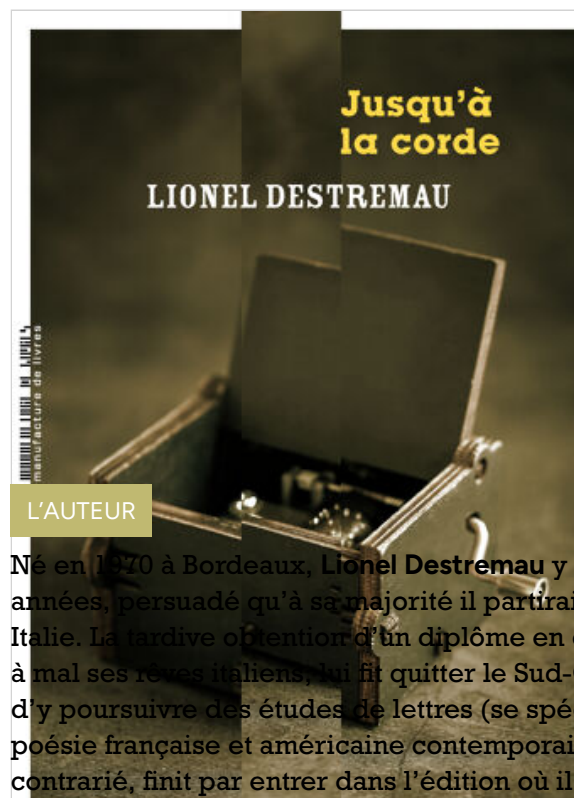 Jusqu'à
la corde
LIONEL DESTREMAU
manufacture de livres
L'AUTEUR
Né en 1970 à Bordeaux, Lionel Destremau y
années, persuadé qu'à sa majorité il partirai
Italie. La tardive obtention d'un diplôme en
à mal ses rêves italiens, lui fit quitter le Sud-
d'y poursuivre des études de lettres (se spé
poésie française et américaine contemporai
contrarié, finit par entrer dans l'édition où il